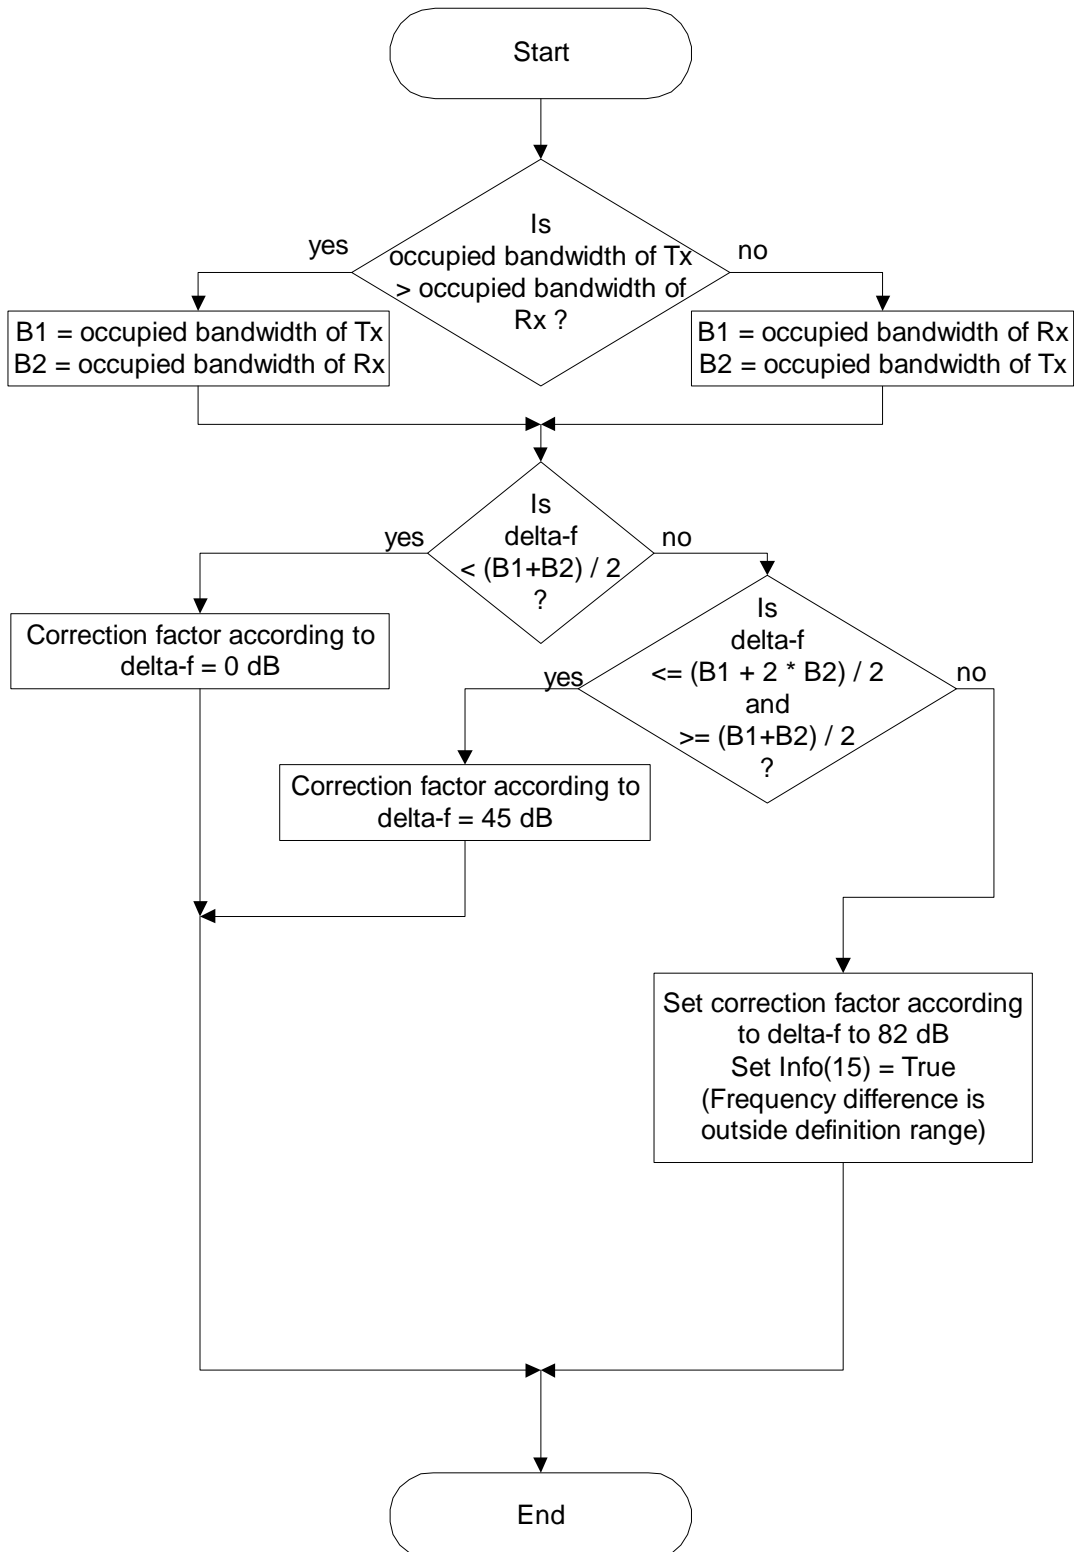 Start
Is
occupied bandwidth of Tx
> occupied bandwidth of
Rx ?
yes
no
B1 = occupied bandwidth of Tx
B2 = occupied bandwidth of Rx
B1 = occupied bandwidth of Rx
B2 = occupied bandwidth of Tx
Is
delta-f
< (B1+B2) / 2
?
yes
no
Correction factor according to
delta-f = 0 dB
Is
delta-f
<= (B1 + 2 * B2) / 2
and
>= (B1+B2) / 2
?
yes
no
Correction factor according to
delta-f = 45 dB
Set correction factor according
to delta-f to 82 dB
Set Info(15) = True
(Frequency difference is
outside definition range)
End